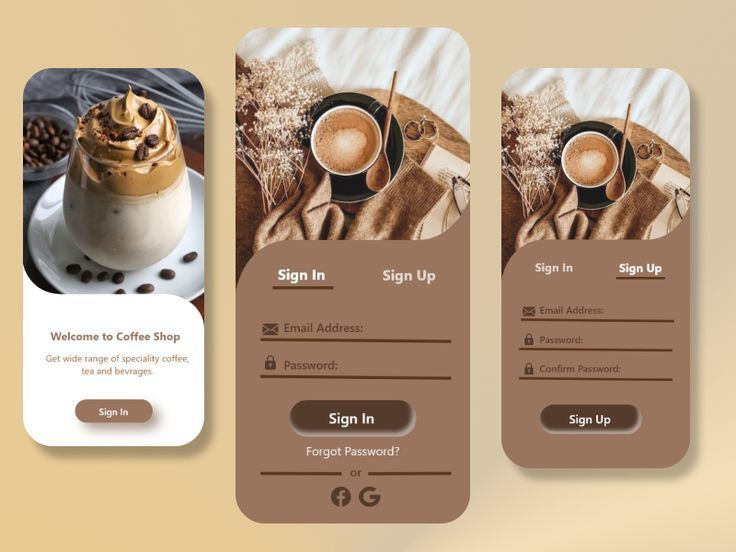 Welcome to Coffee Shop
Get wide range of speciality coffee,
tea and bevrages.
Sign In
Sign In
Sign Up
Email Address:
Password:
Sign In
Forgot Password?
or
Sign In
Sign Up
Email Address:
Password:
Confirm Password:
Sign Up